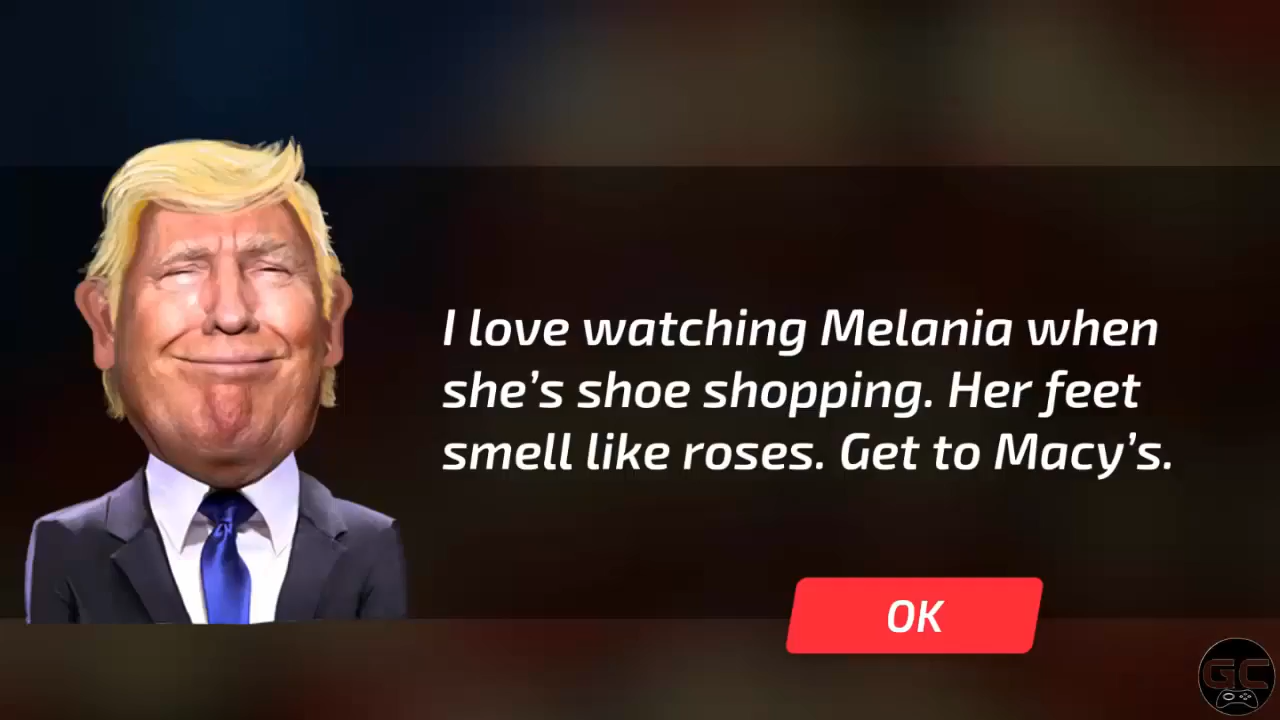 I love watching Melania when
she's shoe shopping. Her feet
smell like roses. Get to Macy's.
OK
GC